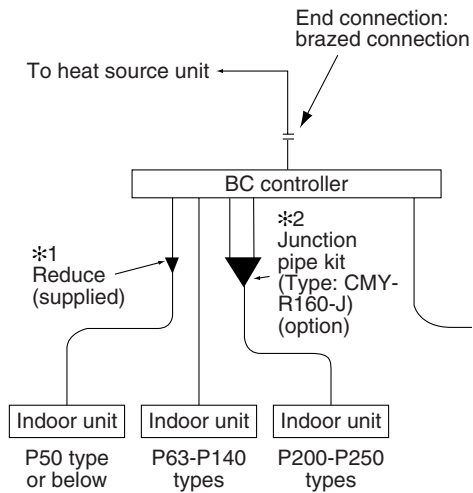 End connection:
brazed connection
To heat source unit
BC controller
✻1
Reduce
(supplied)
✻2
Junction
pipe kit
(Type: CMY-
R160-J)
(option)
Indoor unit
Indoor unit
Indoor unit
P50 type
or below
P63-P140
types
P200-P250
types